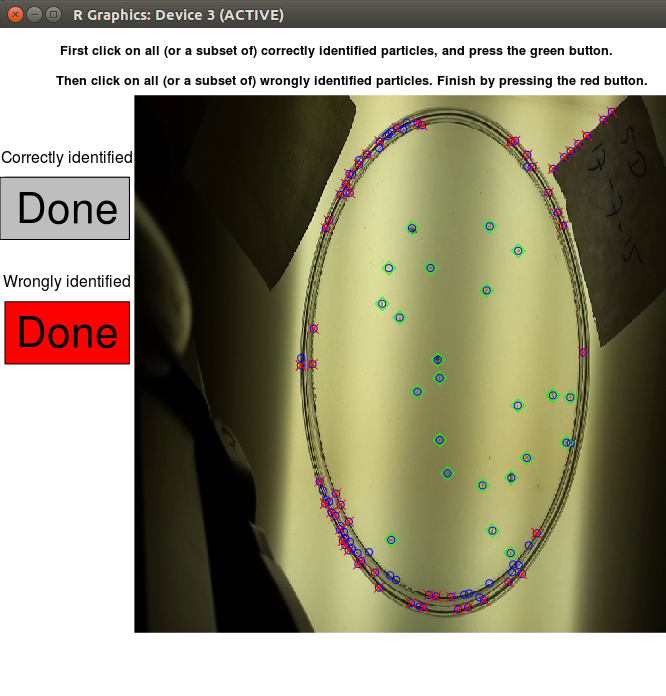 R Graphics: Device 3 (ACTIVE)
First click on all (or a subset of) correctly identified particles, and press the green button.
Then click on all (or a subset of) wrongly identified particles. Finish by pressing the red button.
Correctly identified
Done
Wrongly identified
Done